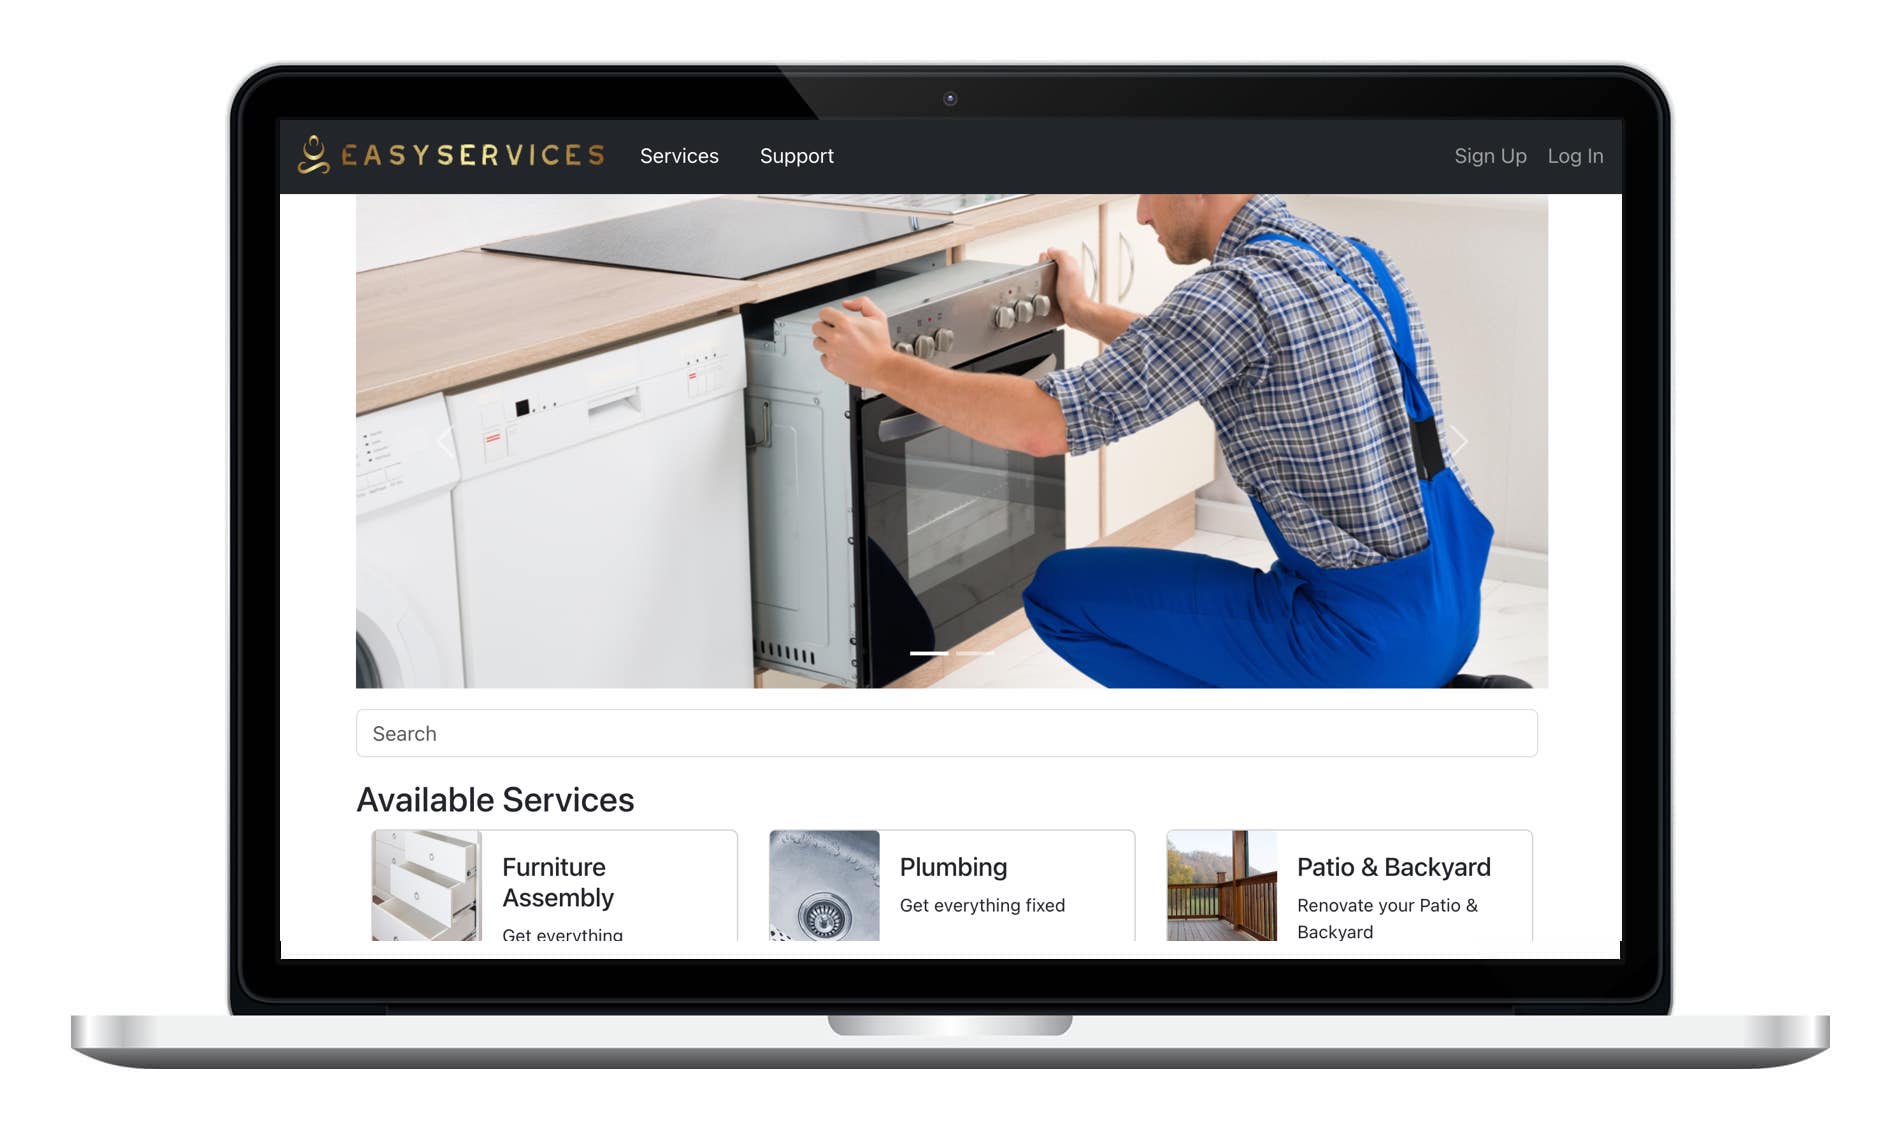 EASYSERVICES
Services
Support
Sign Up
Log In
Search
Available Services
Furniture
Assembly
Get everything
Plumbing
Get everything fixed
Patio & Backyard
Renovate your Patio &
Backyard